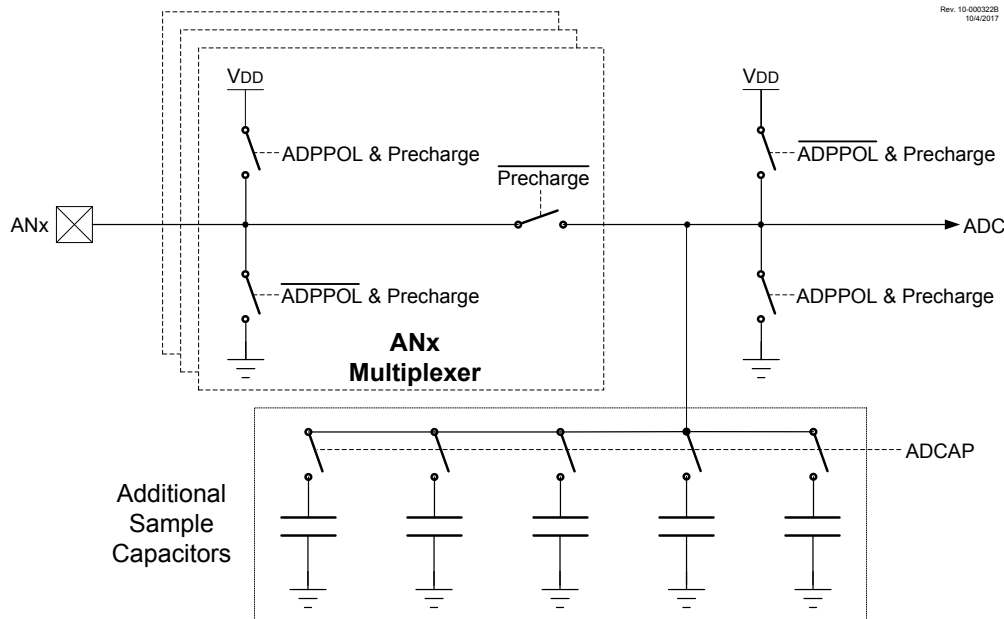 Rev. 10-000322B
10/4/2017
VDD
VDD
ADPPOL & Precharge
ADPPOL & Precharge
Precharge
ANx
ADC
ADPPOL & Precharge
ADPPOL & Precharge
ANx
Multiplexer
ADCAP
Additional
Sample
Capacitors